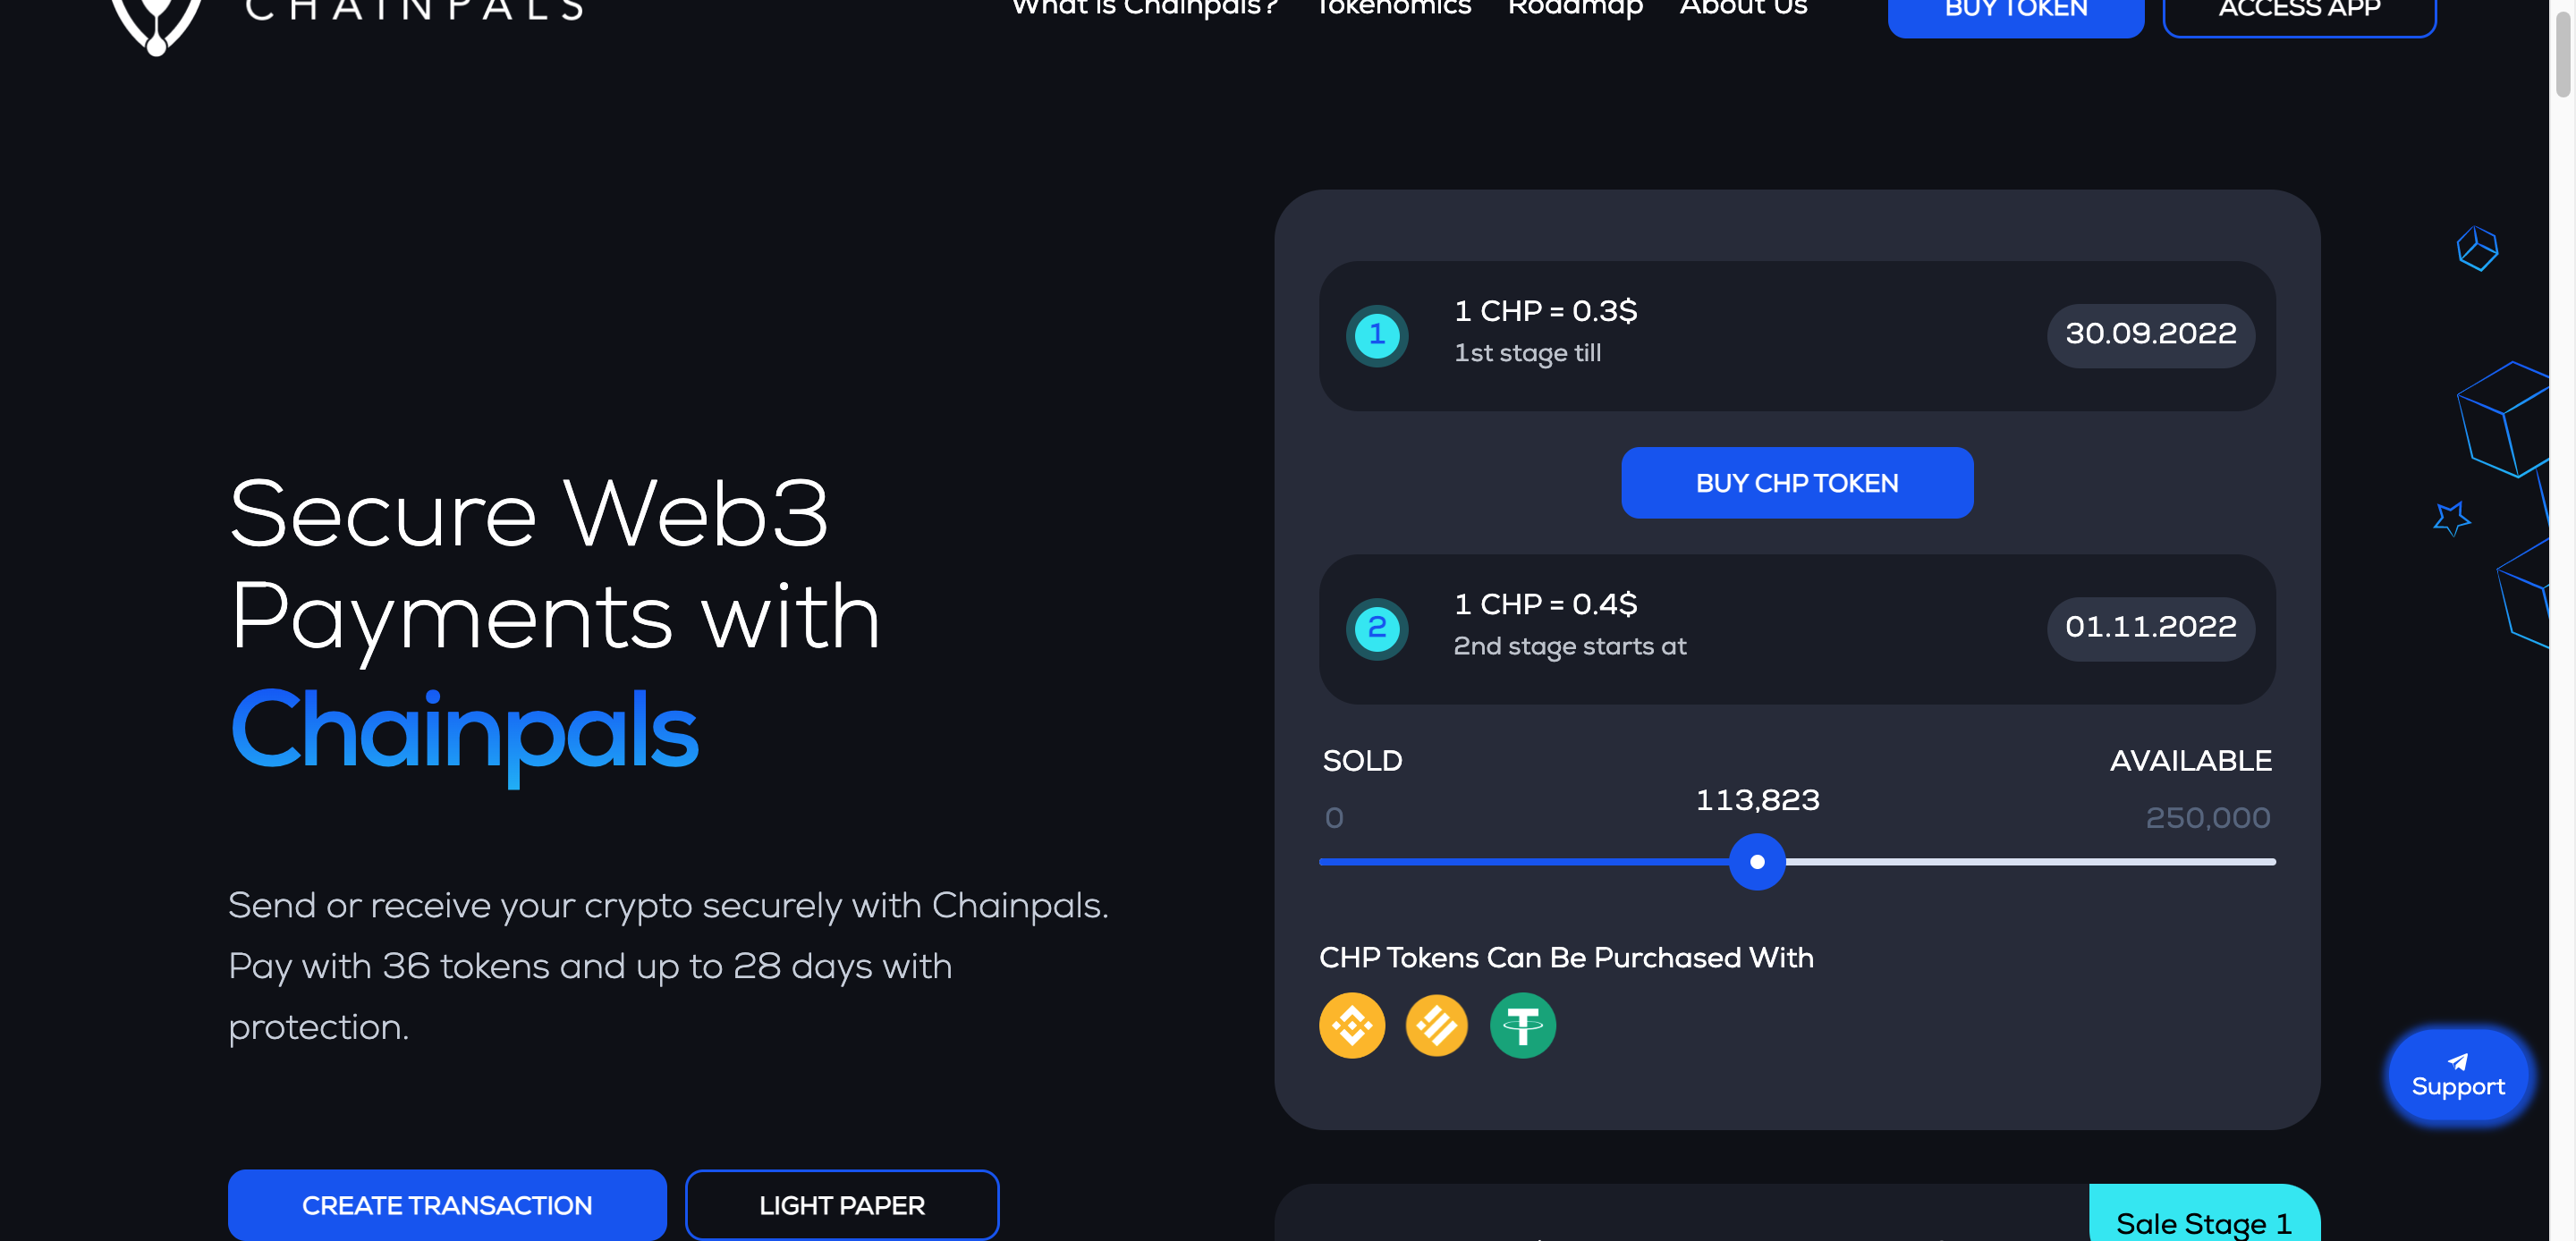 CHAINPALS
What is Chainpals? Tokenomics Roadmap About Us BUY TOKEN ACCESS APP
Secure Web3
Payments with
Chainpals
Send or receive your crypto securely with Chainpals.
Pay with 36 tokens and up to 28 days with
protection.
CREATE TRANSACTION LIGHT PAPER
1 1 CHP = 0.3$
1st stage till
30.09.2022
BUY CHP TOKEN
2 1 CHP = 0.4$
2nd stage starts at
01.11.2022
SOLD AVAILABLE
113,823
0 250,000
CHP Tokens Can Be Purchased With
Support
Sale Stage 1